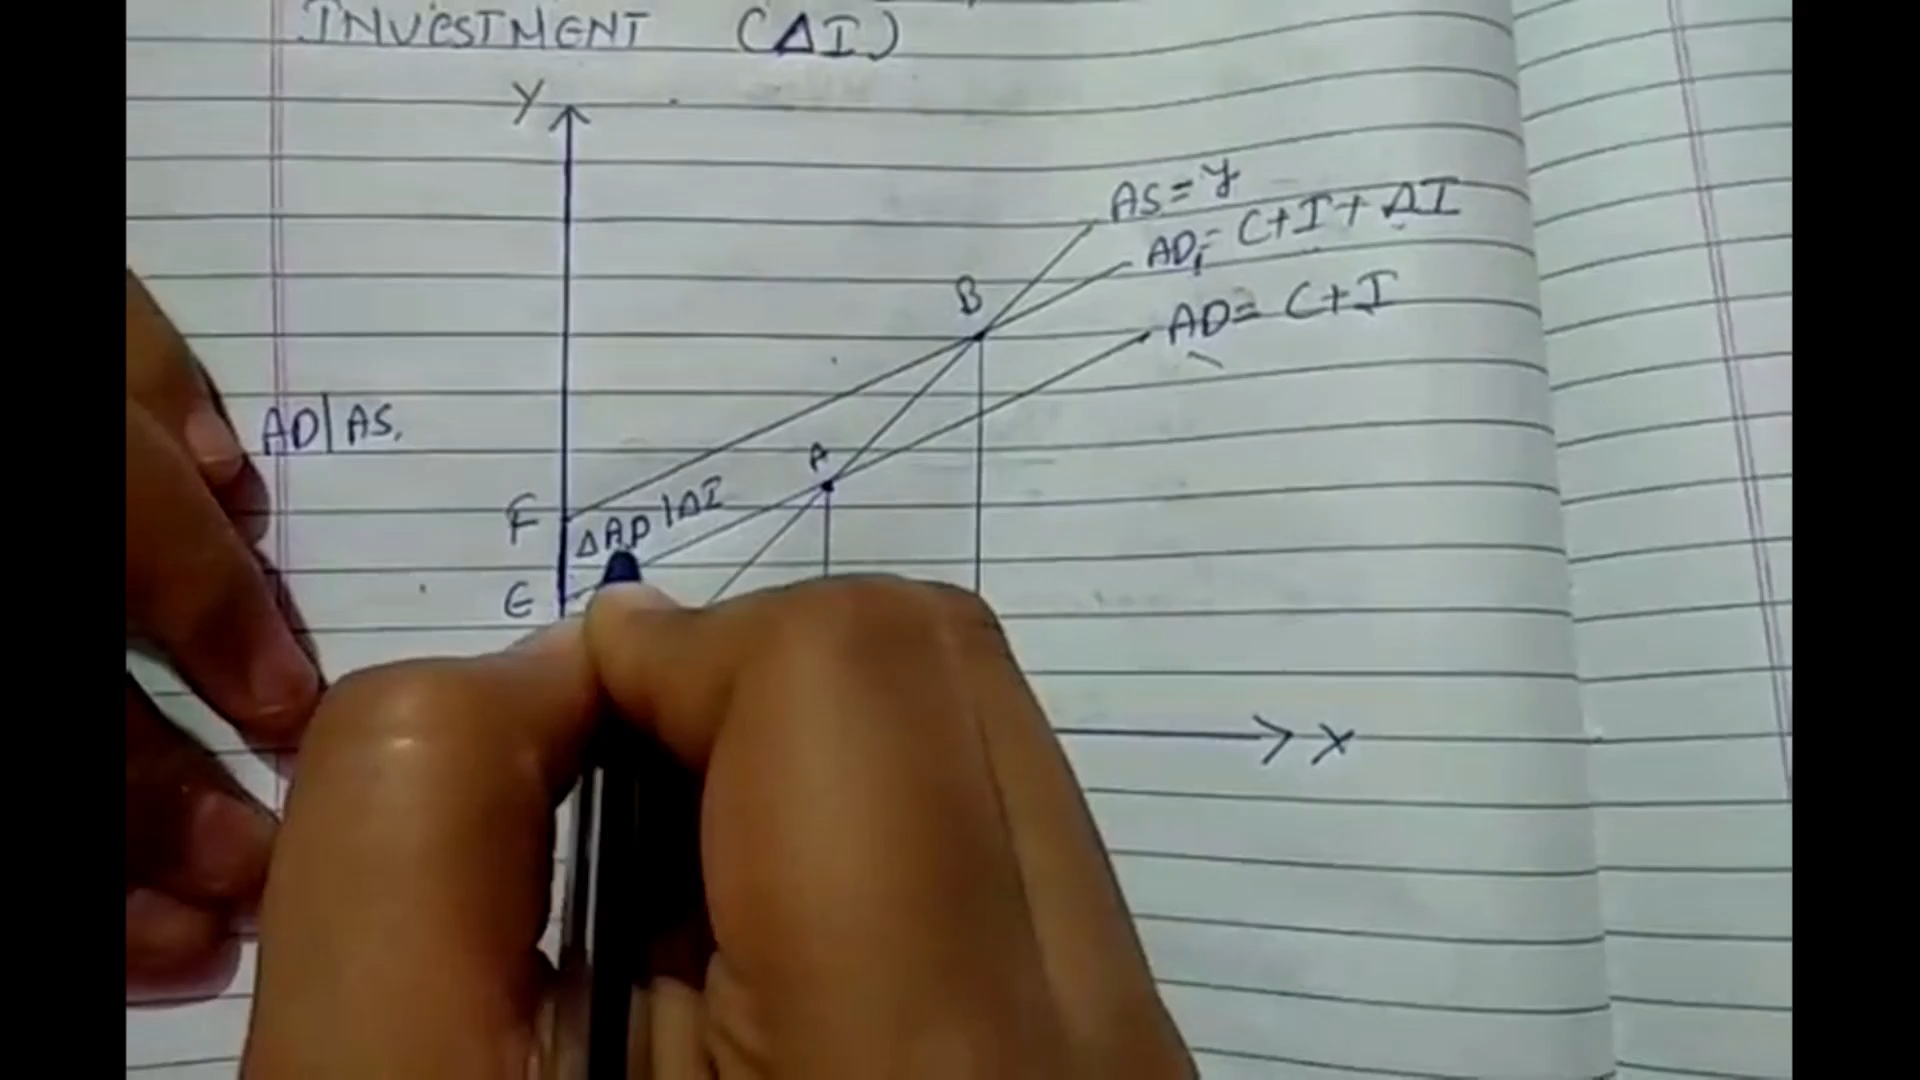 INVESTMENT (ΔI)
Y
AS = y
AD₁ = C+I+ΔI
B
AD = C+I
AD|AS.
A
F
ΔAD|ΔI
E
X